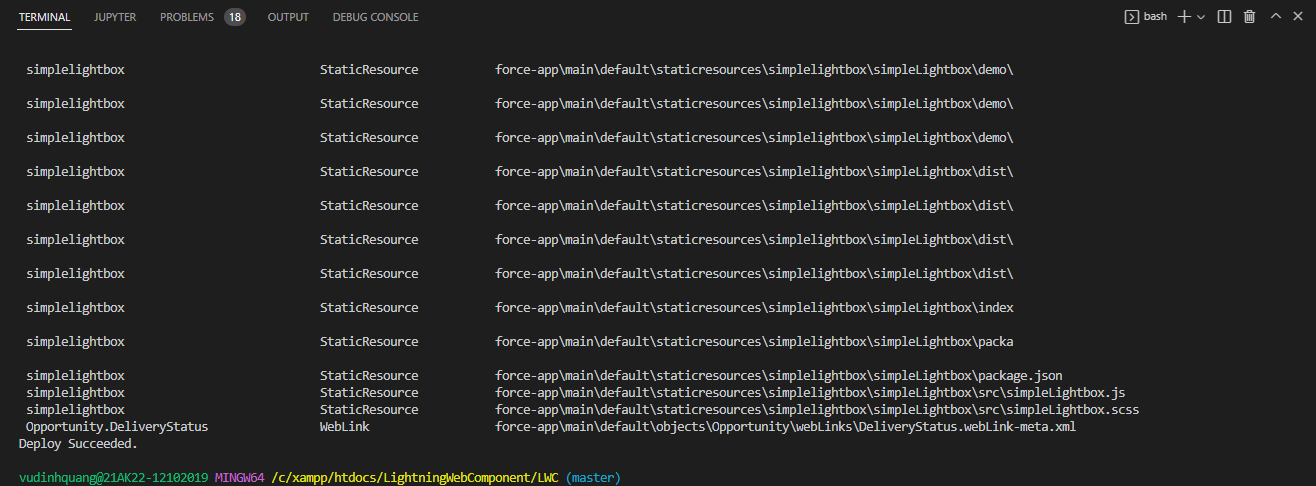 TERMINAL JUPYTER PROBLEMS 18 OUTPUT DEBUG CONSOLE bash
simplelightbox StaticResource force-app\main\default\staticresources\simplelightbox\simpleLightbox\demo\
simplelightbox StaticResource force-app\main\default\staticresources\simplelightbox\simpleLightbox\demo\
simplelightbox StaticResource force-app\main\default\staticresources\simplelightbox\simpleLightbox\demo\
simplelightbox StaticResource force-app\main\default\staticresources\simplelightbox\simpleLightbox\dist\
simplelightbox StaticResource force-app\main\default\staticresources\simplelightbox\simpleLightbox\dist\
simplelightbox StaticResource force-app\main\default\staticresources\simplelightbox\simpleLightbox\dist\
simplelightbox StaticResource force-app\main\default\staticresources\simplelightbox\simpleLightbox\dist\
simplelightbox StaticResource force-app\main\default\staticresources\simplelightbox\simpleLightbox\index
simplelightbox StaticResource force-app\main\default\staticresources\simplelightbox\simpleLightbox\packa
simplelightbox StaticResource force-app\main\default\staticresources\simplelightbox\simpleLightbox\package.json
simplelightbox StaticResource force-app\main\default\staticresources\simplelightbox\simpleLightbox\src\simpleLightbox.js
simplelightbox StaticResource force-app\main\default\staticresources\simplelightbox\simpleLightbox\src\simpleLightbox.scss
Opportunity.DeliveryStatus WebLink force-app\main\default\objects\Opportunity\webLinks\DeliveryStatus.webLink-meta.xml
Deploy Succeeded.
vudinhquang@21AK22-12102019 MINGW64 /c/xampp/htdocs/LightningWebComponent/LWC (master)